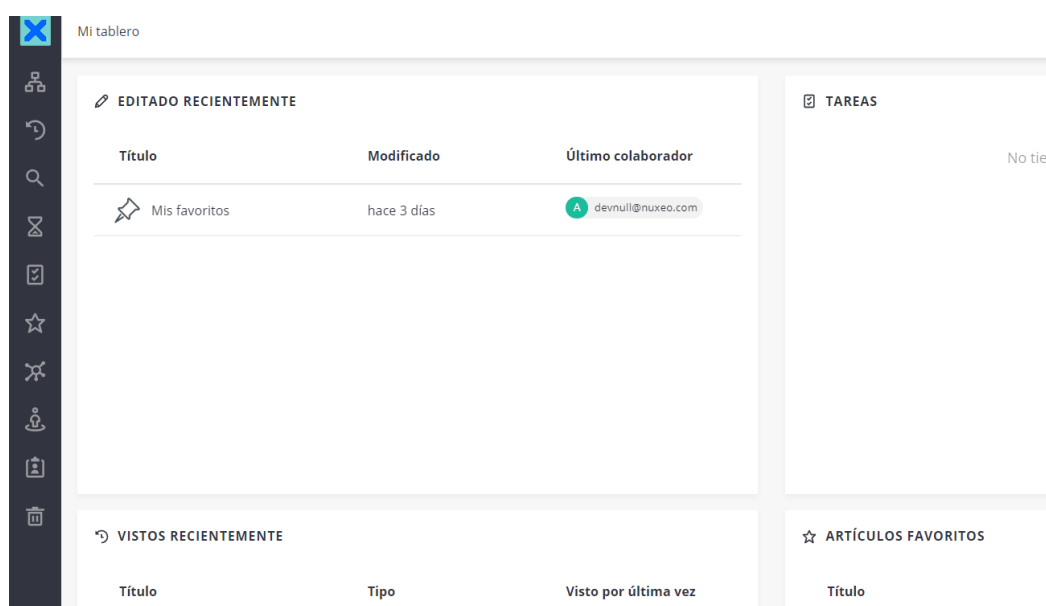 Mi tablero
EDITADO RECIENTEMENTE
Título Modificado Último colaborador
Mis favoritos hace 3 días A devnull@nuxeo.com
TAREAS
No tie
VISTOS RECIENTEMENTE
Título Tipo Visto por última vez
ARTÍCULOS FAVORITOS
Título